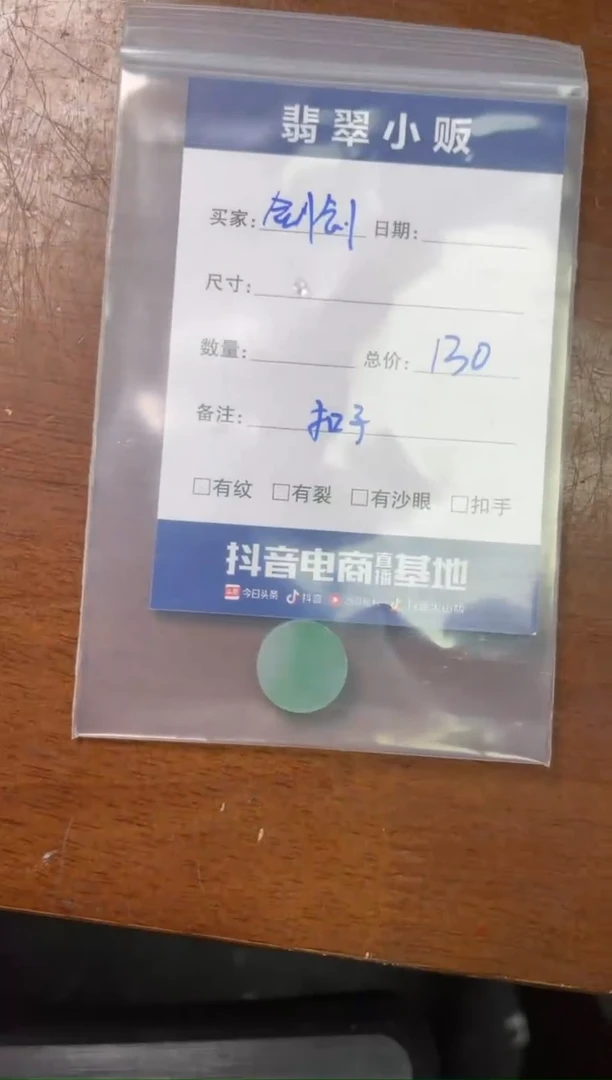 翡翠小贩
买家: 剑剑 日期:
尺寸:
数量: 总价: 130
备注: 扣子
□有纹 □有裂 □有沙眼 □扣手
抖音电商直播基地
今日头条 抖音